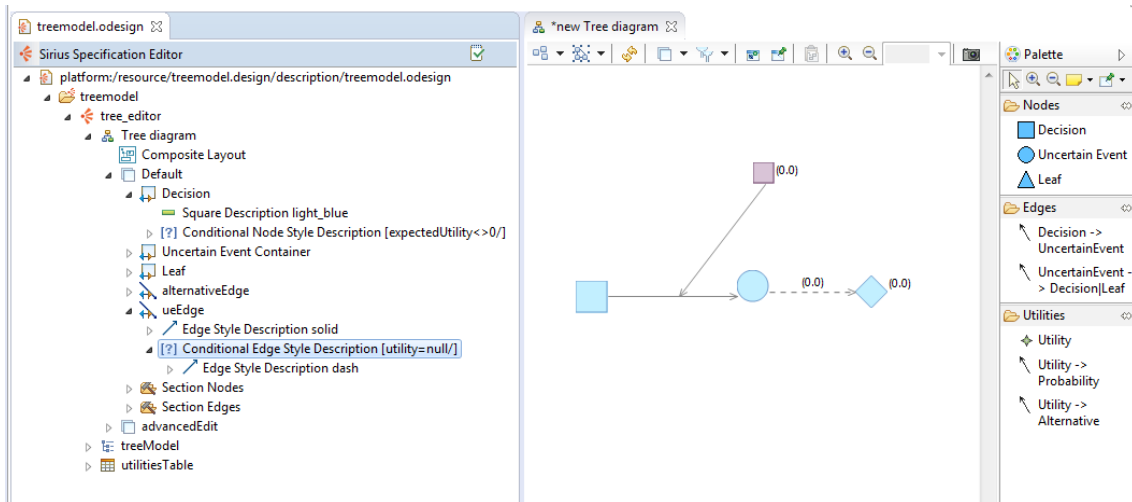 treemodel.odesign
Sirius Specification Editor
platform:/resource/treemodel.design/description/treemodel.odesign
treemodel
tree_editor
Tree diagram
Composite Layout
Default
Decision
Square Description light_blue
[?] Conditional Node Style Description [expectedUtility<>0/]
Uncertain Event Container
Leaf
alternativeEdge
ueEdge
Edge Style Description solid
[?] Conditional Edge Style Description [utility=null/]
Edge Style Description dash
Section Nodes
Section Edges
advancedEdit
treeModel
utilitiesTable
*new Tree diagram
(0.0)
(0.0)
(0.0)
Palette
Nodes
Decision
Uncertain Event
Leaf
Edges
Decision ->
UncertainEvent
UncertainEvent -
> Decision|Leaf
Utilities
Utility
Utility ->
Probability
Utility ->
Alternative